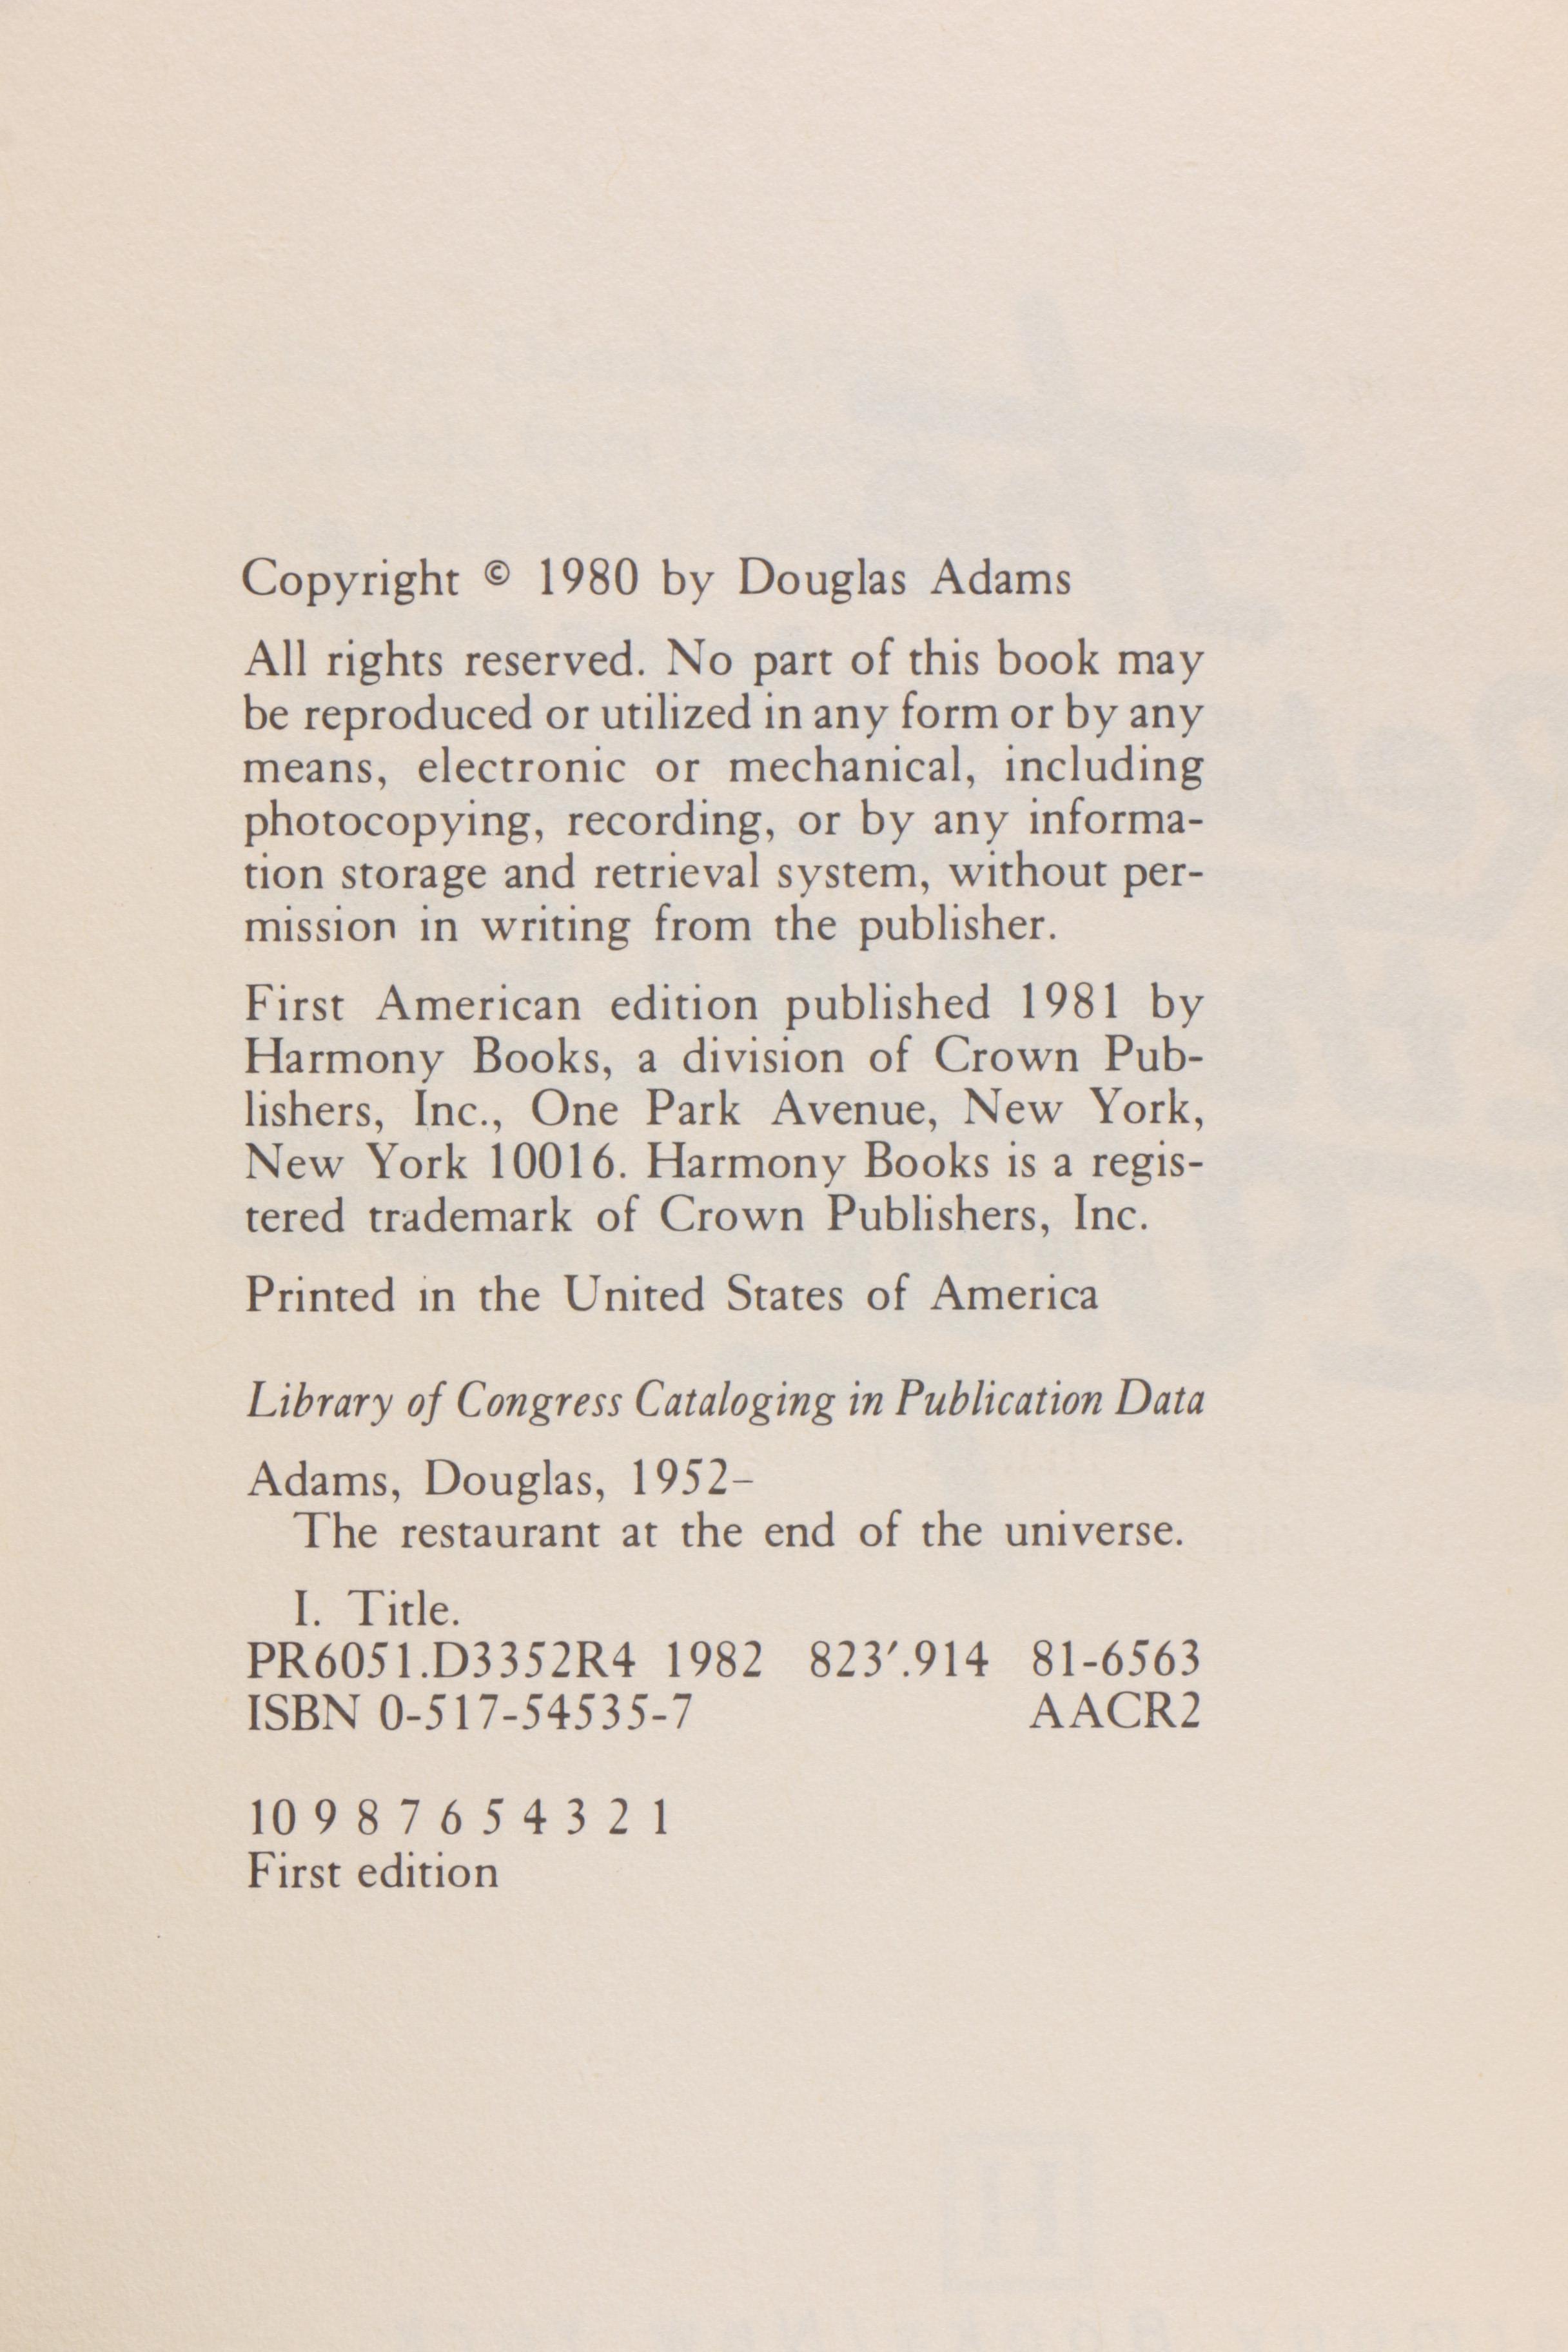 Copyright © 1980 by Douglas Adams
All rights reserved. No part of this book may
be reproduced or utilized in any form or by any
means, electronic or mechanical, including
photocopying, recording, or by any informa-
tion storage and retrieval system, without per-
mission in writing from the publisher.
First American edition published 1981 by
Harmony Books, a division of Crown Pub-
lishers, Inc., One Park Avenue, New York,
New York 10016. Harmony Books is a regis-
tered trademark of Crown Publishers, Inc.
Printed in the United States of America
Library of Congress Cataloging in Publication Data
Adams, Douglas, 1952–
The restaurant at the end of the universe.
I. Title.
PR6051.D3352R4 1982 823′.914 81-6563
ISBN 0-517-54535-7 AACR2
10 9 8 7 6 5 4 3 2 1
First edition